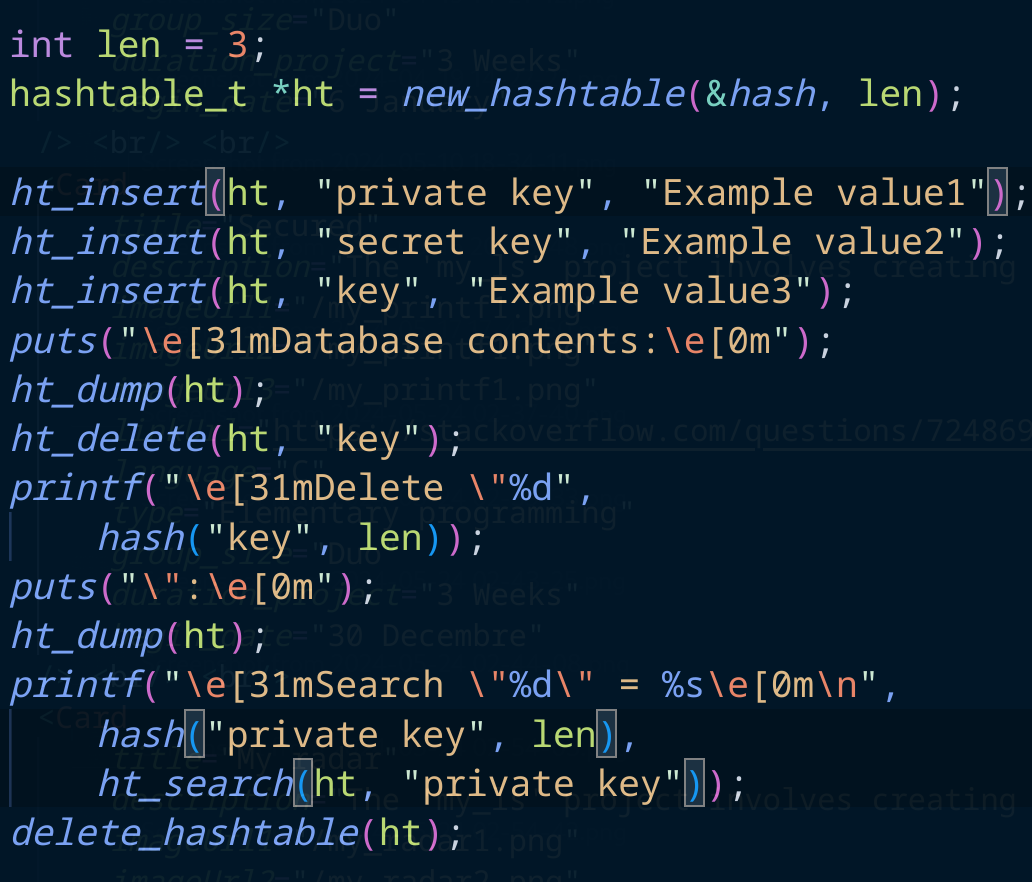 int len = 3;
hashtable_t *ht = new_hashtable(&hash, len);
ht_insert(ht, "private key", "Example value1");
ht_insert(ht, "secret key", "Example value2");
ht_insert(ht, "key", "Example value3");
puts("\e[31mDatabase contents:\e[0m");
ht_dump(ht);
ht_delete(ht, "key");
printf("\e[31mDelete \"%d",
    hash("key", len));
puts("\":\e[0m");
ht_dump(ht);
printf("\e[31mSearch \"%d\" = %s\e[0m\n",
    hash("private key", len),
    ht_search(ht, "private key"));
delete_hashtable(ht);